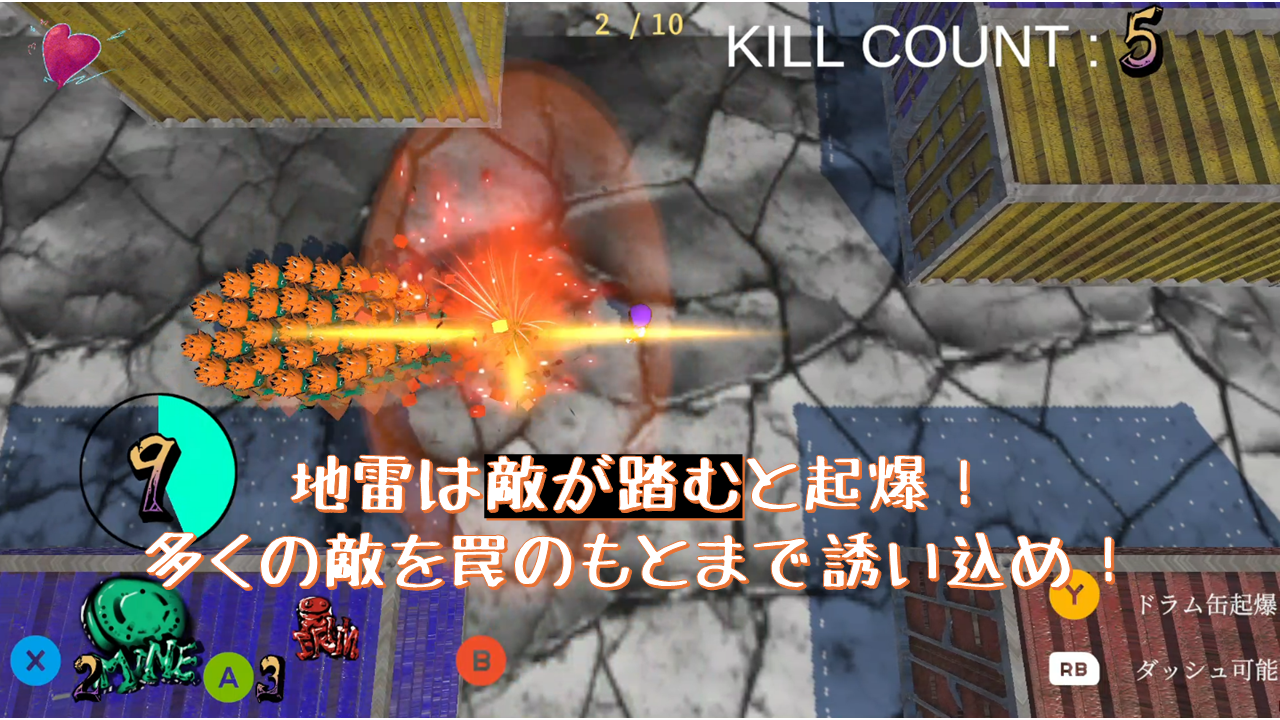 2 / 10
KILL COUNT : 5
9
地雷は敵が踏むと起爆！
多くの敵を罠のもとまで誘い込め！
Y ドラム缶起爆
X 2 MINE A 3 B RB ダッシュ可能